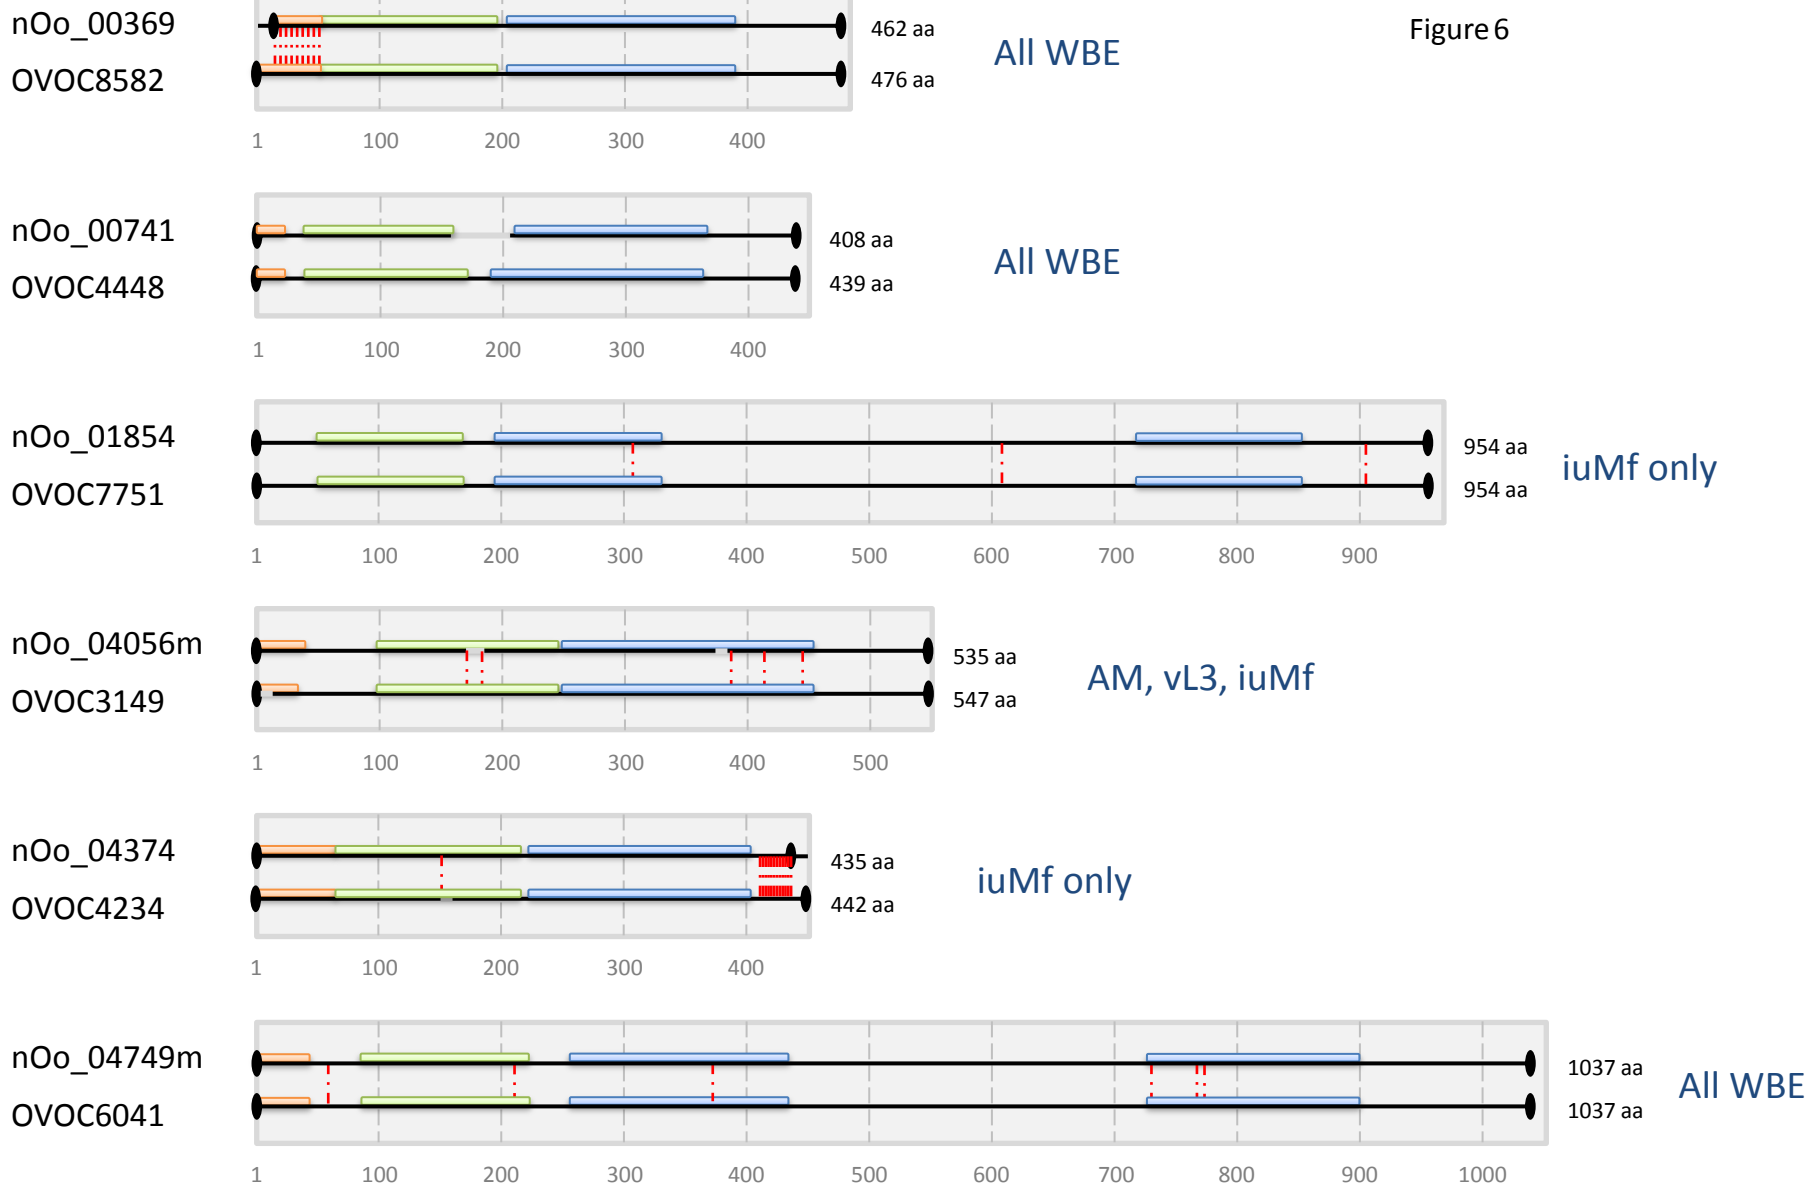 nOo_00369
462 aa
Figure 6
All WBE
OVOC8582
476 aa
1 100 200 300 400
nOo_00741
408 aa
All WBE
OVOC4448
439 aa
1 100 200 300 400
nOo_01854
954 aa
iuMf only
OVOC7751
954 aa
1 100 200 300 400 500 600 700 800 900
nOo_04056m
535 aa
AM, vL3, iuMf
OVOC3149
547 aa
1 100 200 300 400 500
nOo_04374
435 aa
iuMf only
OVOC4234
442 aa
1 100 200 300 400
nOo_04749m
1037 aa
All WBE
OVOC6041
1037 aa
1 100 200 300 400 500 600 700 800 900 1000